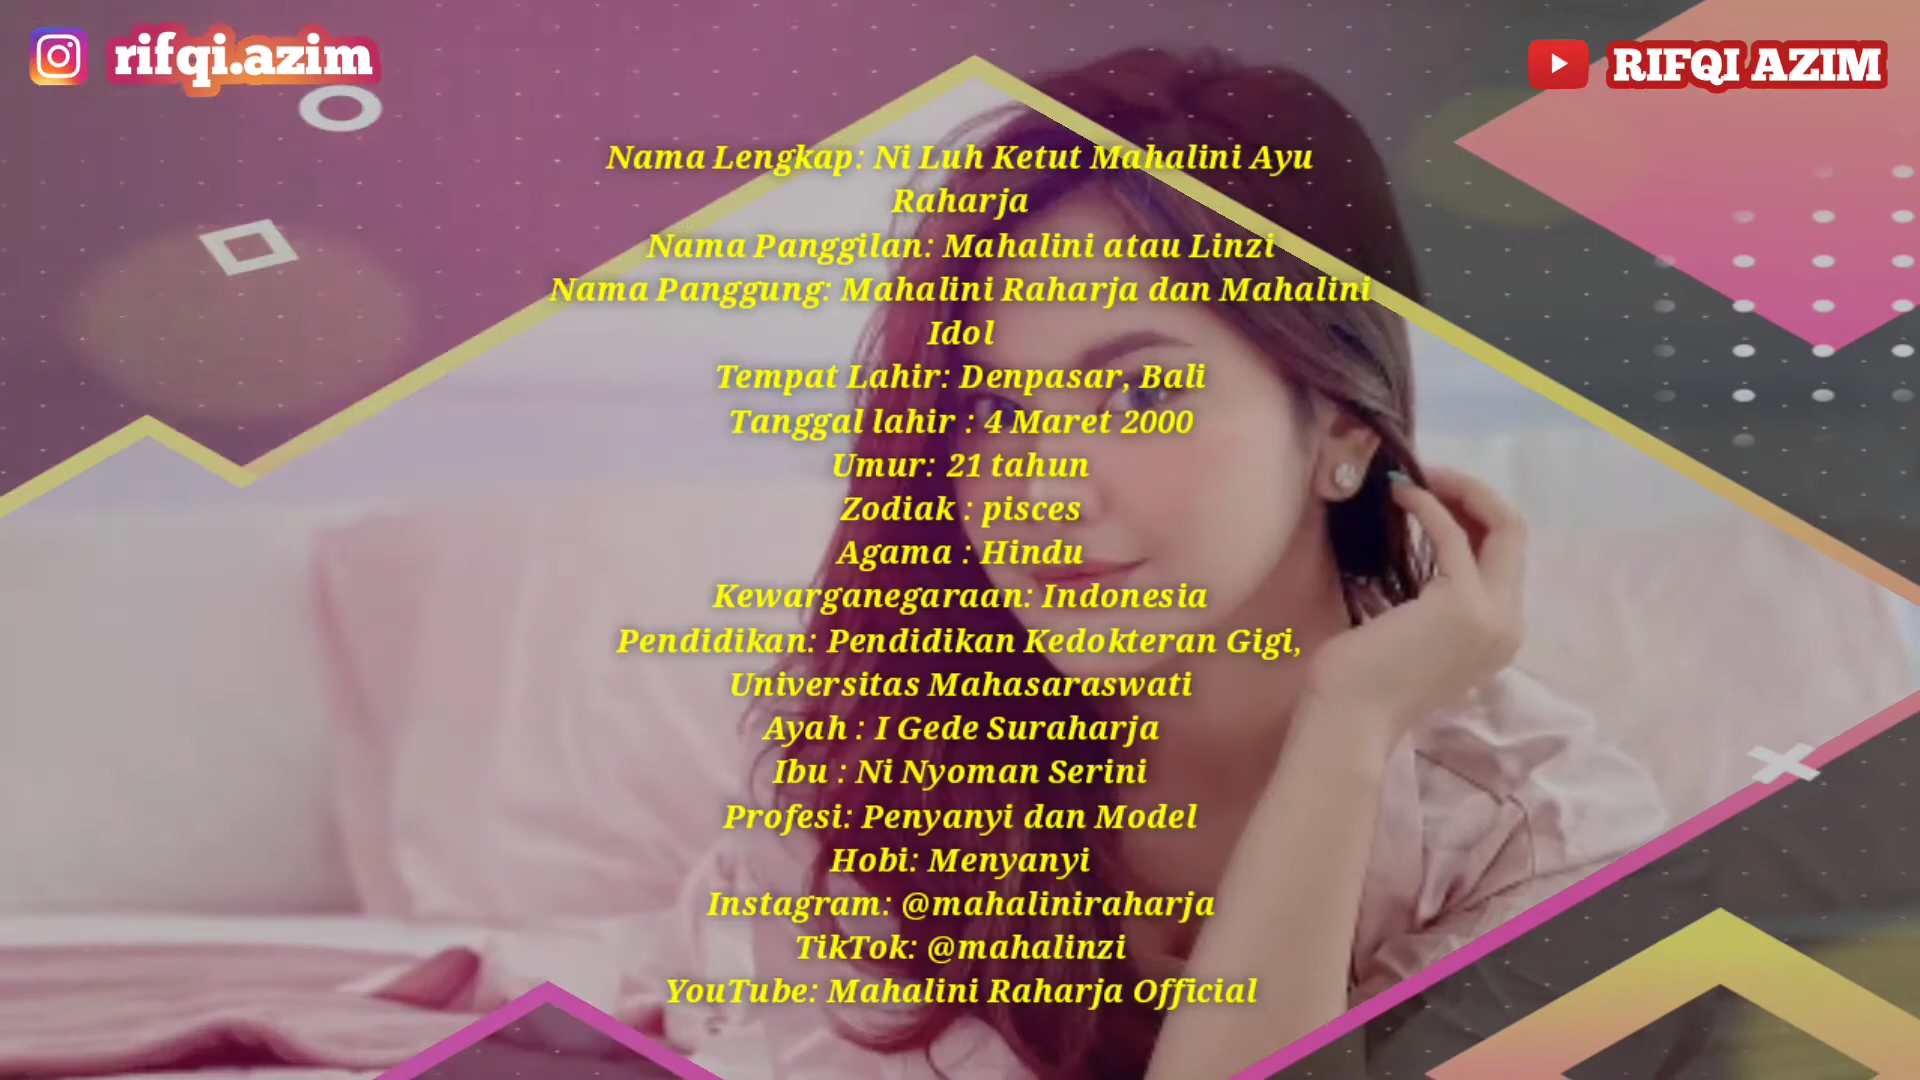 rifqi.azim
RIFQI AZIM
Nama Lengkap: Ni Luh Ketut Mahalini Ayu
Raharja
Nama Panggilan: Mahalini atau Linzi
Nama Panggung: Mahalini Raharja dan Mahalini
Idol
Tempat Lahir: Denpasar, Bali
Tanggal lahir : 4 Maret 2000
Umur: 21 tahun
Zodiak : pisces
Agama : Hindu
Kewarganegaraan: Indonesia
Pendidikan: Pendidikan Kedokteran Gigi,
Universitas Mahasaraswati
Ayah : I Gede Suraharja
Ibu : Ni Nyoman Serini
Profesi: Penyanyi dan Model
Hobi: Menyanyi
Instagram: @mahaliniraharja
TikTok: @mahalinzi
YouTube: Mahalini Raharja Official